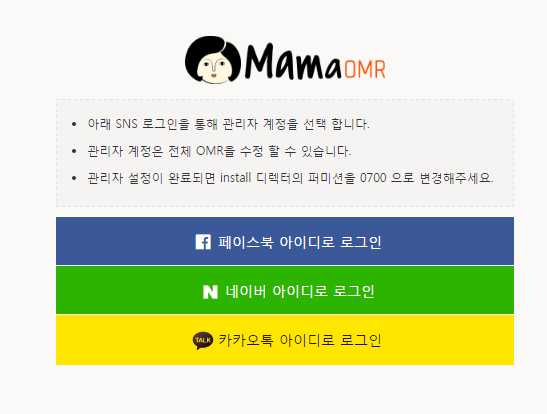 MamaOMR
아래 SNS 로그인을 통해 관리자 계정을 선택 합니다.
관리자 계정은 전체 OMR을 수정 할 수 있습니다.
관리자 설정이 완료되면 install 디렉터의 퍼미션을 0700 으로 변경해주세요.
페이스북 아이디로 로그인
네이버 아이디로 로그인
TALK 카카오톡 아이디로 로그인